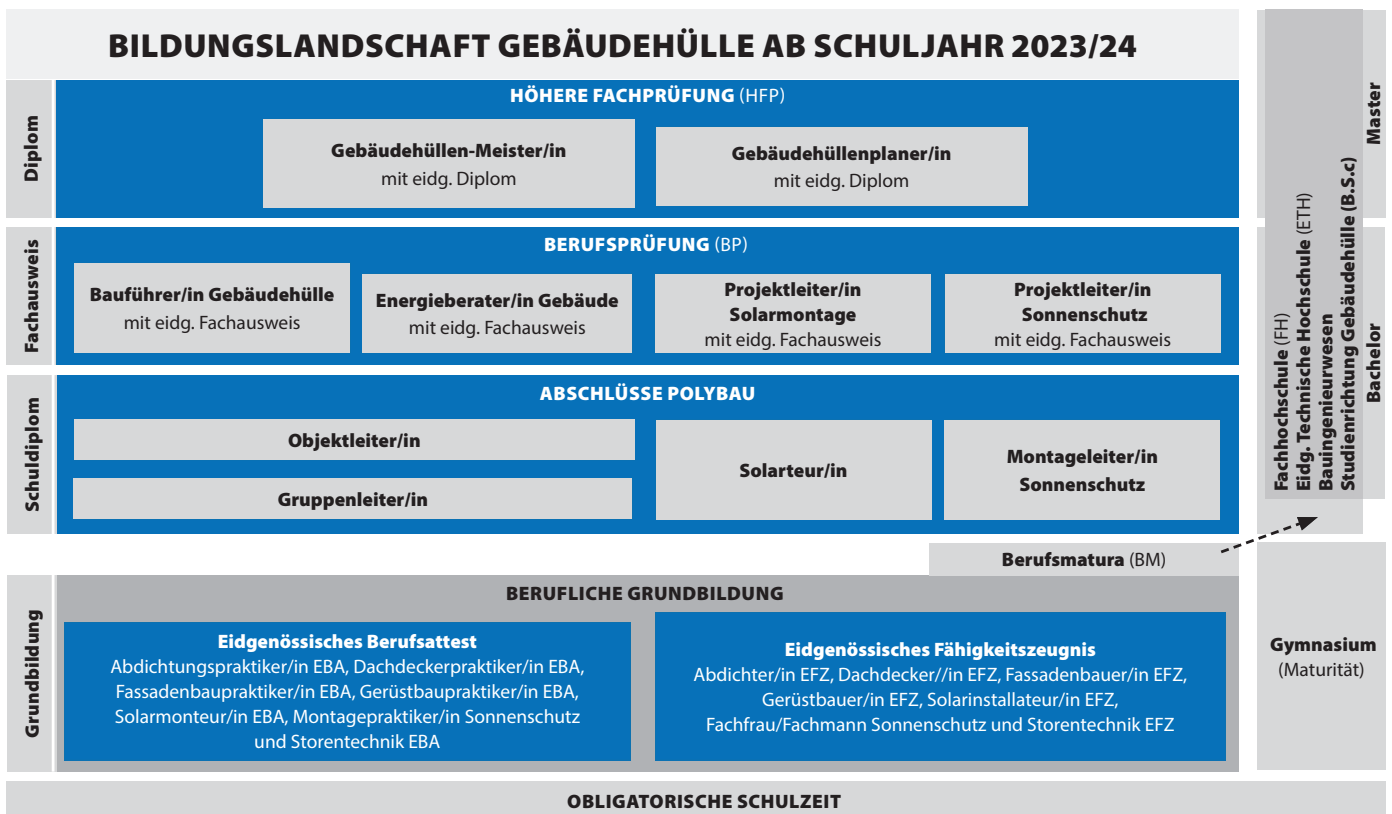 BILDUNGSLANDSCHAFT GEBÄUDEHÜLLE AB SCHULJAHR 2023/24
Diplom
HÖHERE FACHPRÜFUNG (HFP)
Gebäudehüllen-Meister/in
mit eidg. Diplom
Gebäudehüllenplaner/in
mit eidg. Diplom
Fachausweis
BERUFSPRÜFUNG (BP)
Bauführer/in Gebäudehülle
mit eidg. Fachausweis
Energieberater/in Gebäude
mit eidg. Fachausweis
Projektleiter/in
Solarmontage
mit eidg. Fachausweis
Projektleiter/in
Sonnenschutz
mit eidg. Fachausweis
Schuldiplom
ABSCHLÜSSE POLYBAU
Objektleiter/in
Gruppenleiter/in
Solarteur/in
Montageleiter/in
Sonnenschutz
Berufsmatura (BM)
Grundbildung
BERUFLICHE GRUNDBILDUNG
Eidgenössisches Berufsattest
Abdichtungspraktiker/in EBA, Dachdeckerpraktiker/in EBA,
Fassadenbaupraktiker/in EBA, Gerüstbaupraktiker/in EBA,
Solarmonteur/in EBA, Montagepraktiker/in Sonnenschutz
und Storentechnik EBA
Eidgenössisches Fähigkeitszeugnis
Abdichter/in EFZ, Dachdecker//in EFZ, Fassadenbauer/in EFZ,
Gerüstbauer/in EFZ, Solarinstallateur/in EFZ,
Fachfrau/Fachmann Sonnenschutz und Storentechnik EFZ
Fachhochschule (FH)
Eidg. Technische Hochschule (ETH)
Bauingenieurwesen
Studienrichtung Gebäudehülle (B.S.c)
Master
Bachelor
Gymnasium
(Maturität)
OBLIGATORISCHE SCHULZEIT